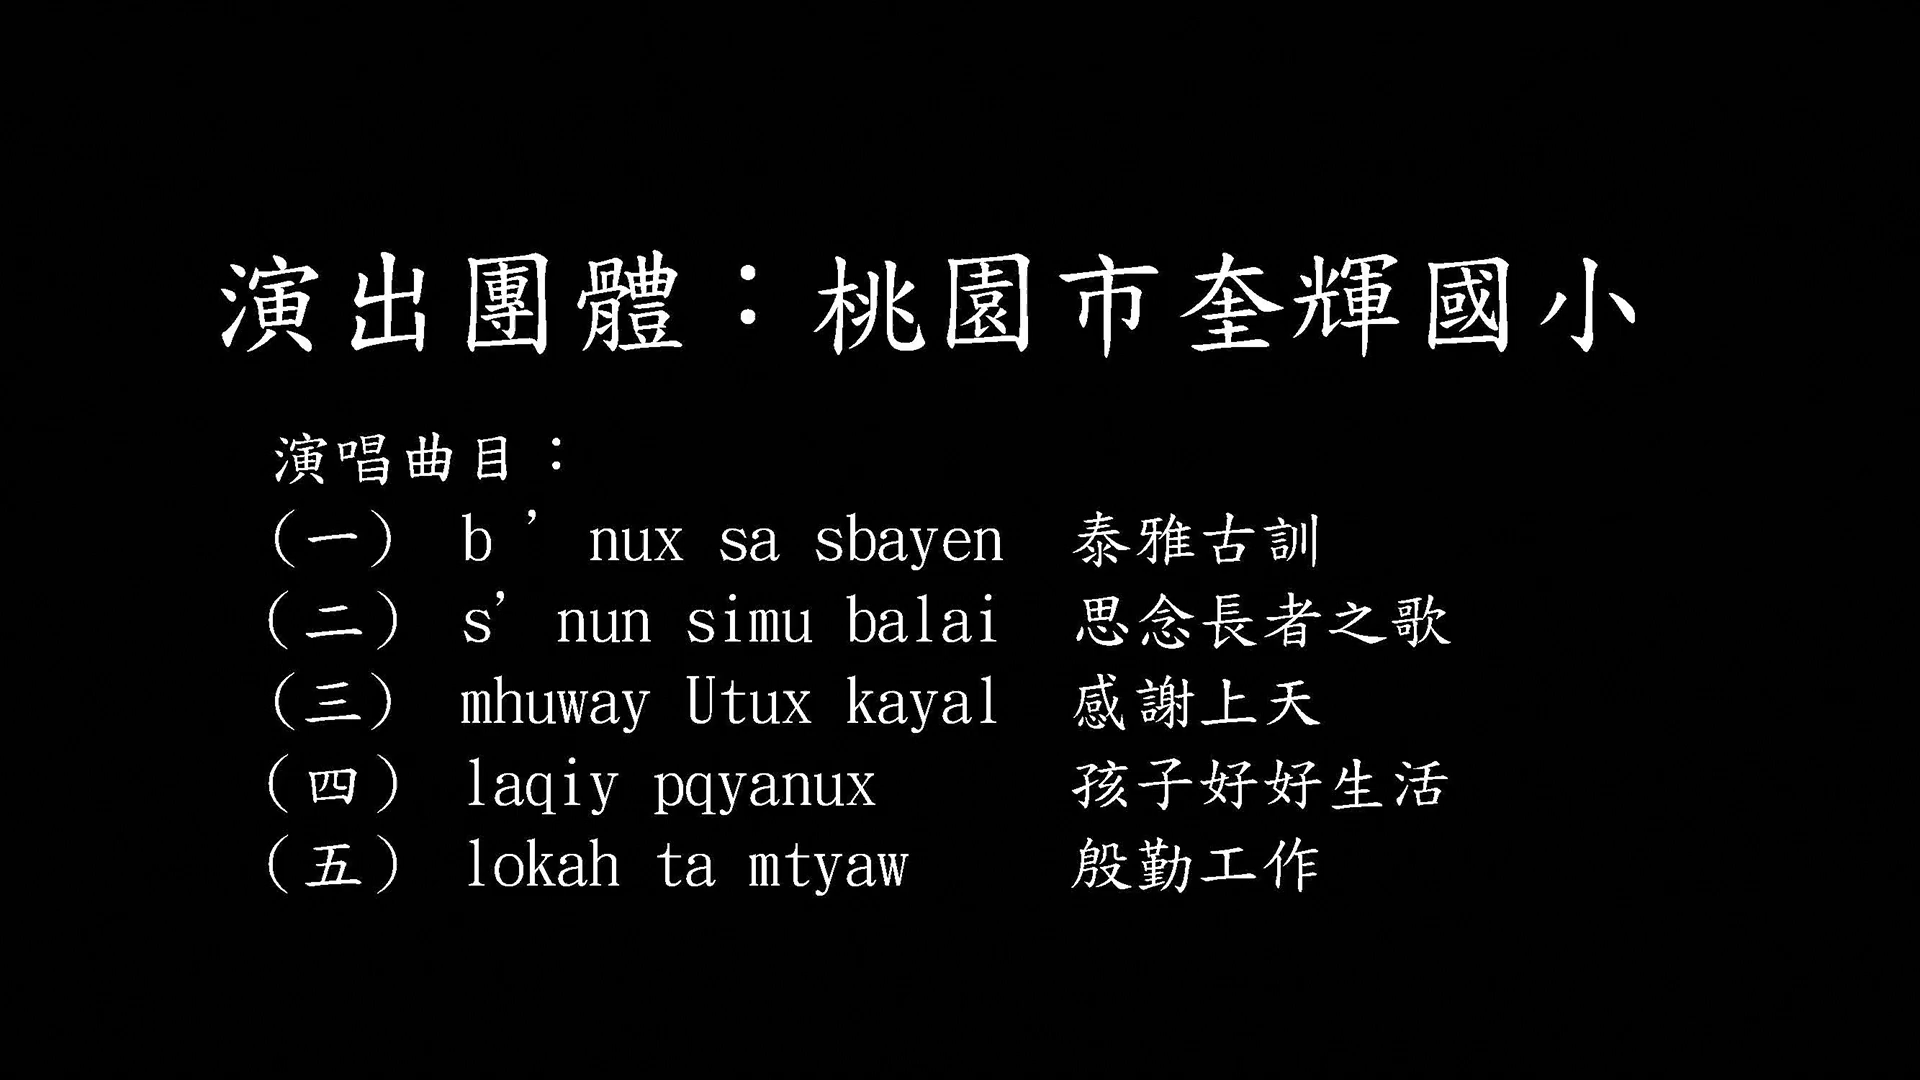 演出團體：桃園市奎輝國小
演唱曲目：
（一） b ’ nux sa sbayen 泰雅古訓
（二） s’ nun simu balai 思念長者之歌
（三） mhuway Utux kayal 感謝上天
（四） laqiy pqyanux 孩子好好生活
（五） lokah ta mtyaw 殷勤工作